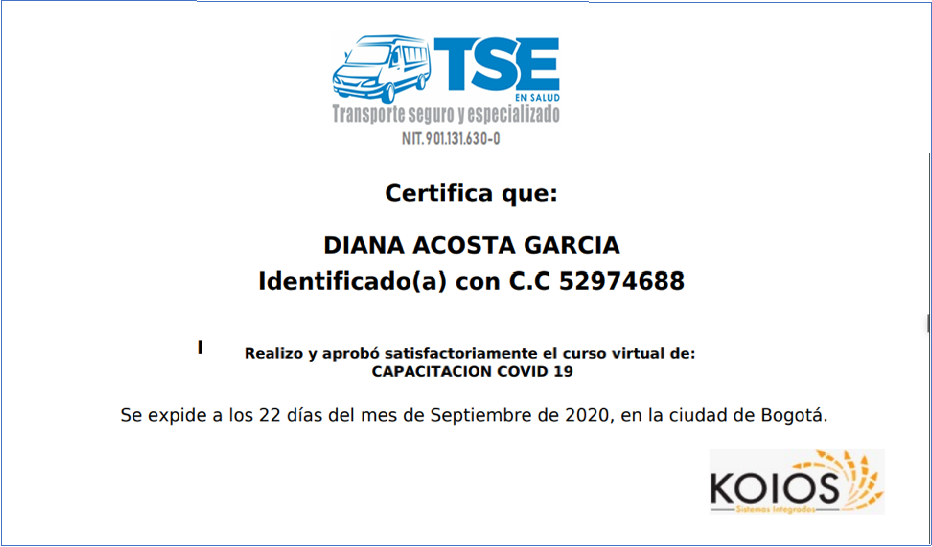 TSE
EN SALUD
Transporte seguro y especializado
NIT. 901.131.630-0
Certifica que:
DIANA ACOSTA GARCIA
Identificado(a) con C.C 52974688
Realizo y aprobó satisfactoriamente el curso virtual de:
CAPACITACION COVID 19
Se expide a los 22 días del mes de Septiembre de 2020, en la ciudad de Bogotá.
KOIOS
Sistemas Integrados